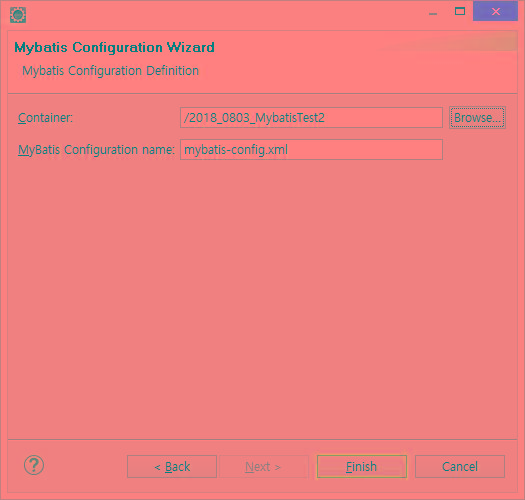 Mybatis Configuration Wizard
Mybatis Configuration Definition
Container:
/2018_0803_MybatisTest2
Browse...
MyBatis Configuration name:
mybatis-config.xml
?
< Back
Next >
Finish
Cancel